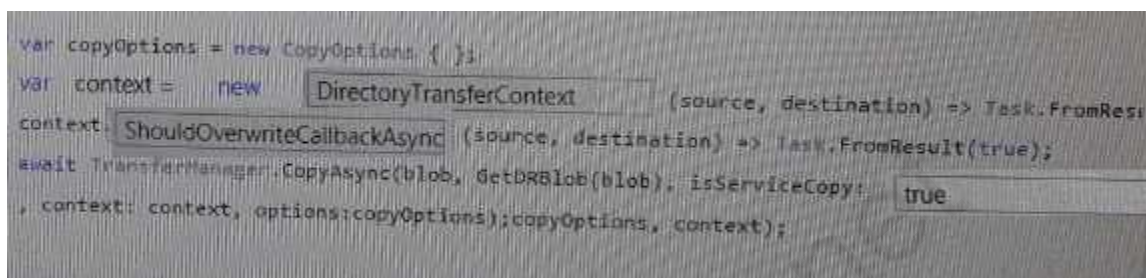 var copyOptions = new CopyOptions { };
var context = new DirectoryTransferContext (source, destination) => Task.FromResu
context. ShouldOverwriteCallbackAsync (source, destination) => Task.FromResult(true);
await TransferManager.CopyAsync(blob, GetDRBlob(blob), isServiceCopy: true
, context: context, options:copyOptions);copyOptions, context);